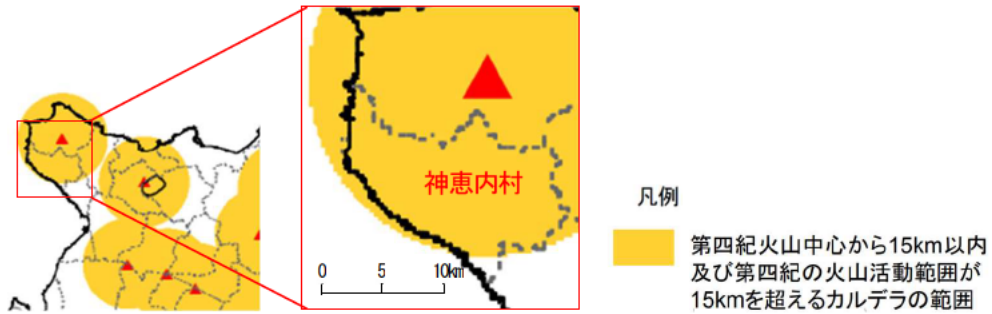 神恵内村
0 5 10km
凡例
第四紀火山中心から15km以内
及び第四紀の火山活動範囲が
15kmを超えるカルデラの範囲